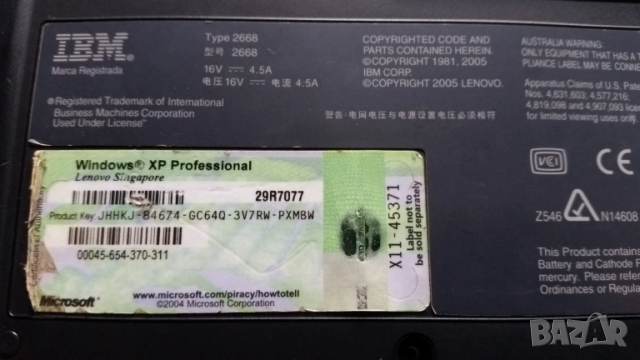 IBM
Marca Registrada
Type 2668
型号 2668
16V 4.5A
电压 16V 电流 4.5A
®Registered Trademark of International
Business Machines Corporation
Used Under License
COPYRIGHTED CODE AND
PARTS CONTAINED HEREIN.
©COPYRIGHT 1981, 2005
IBM CORP.
©COPYRIGHT 2005 LENOVO.
警告·电网电压与电源设置电压必须相符
AUSTRALIA WARNING:
ONLY EQUIPMENT
PLIANCE LABEL MAY BE CONNE
Apparatus Claims of U.S. Pate
4,631,603; 4,577,216;
4,819,098 and 4,907,093 licen
for limited viewing uses only.
VCI
CE
Z546
N14608
This Product contains
Battery and Cathode F
mercury. Please refer
Ordinances or Regula
Windows® XP Professional
Lenovo Singapore
29R7077
Product Key: JHHKJ-84674-GC64Q-3V7RW-PXMBW
00045-654-370-311
X11-45371
Label not to
be sold separately
Microsoft
www.microsoft.com/piracy/howtotell
©2004 Microsoft Corporation
BAZAR